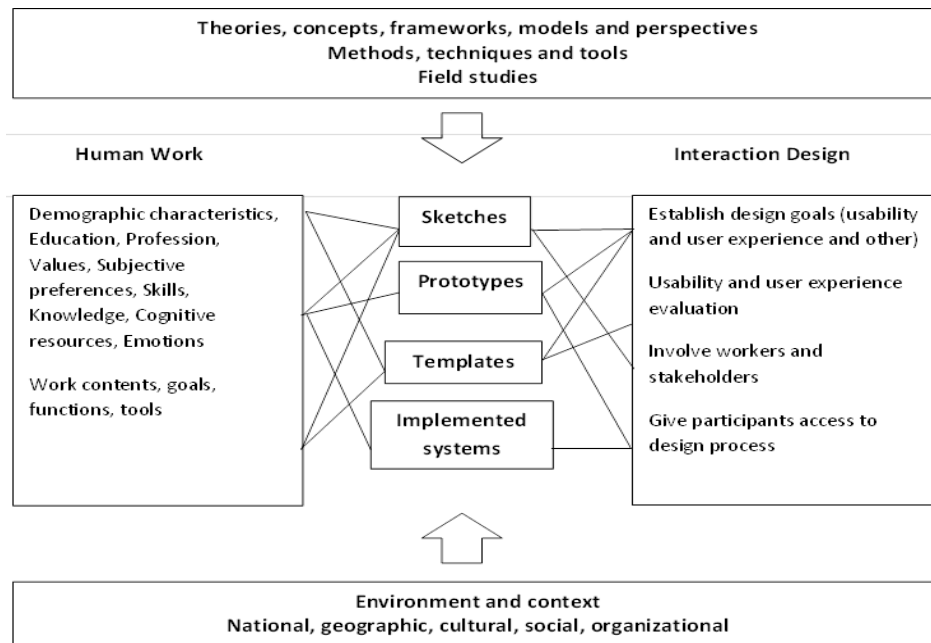 Theories, concepts, frameworks, models and perspectives
Methods, techniques and tools
Field studies
Human Work
Interaction Design
Demographic characteristics,
Education, Profession,
Values, Subjective
preferences, Skills,
Knowledge, Cognitive
resources, Emotions
Work contents, goals,
functions, tools
Sketches
Prototypes
Templates
Implemented
systems
Establish design goals (usability
and user experience and other)
Usability and user experience
evaluation
Involve workers and
stakeholders
Give participants access to
design process
Environment and context
National, geographic, cultural, social, organizational